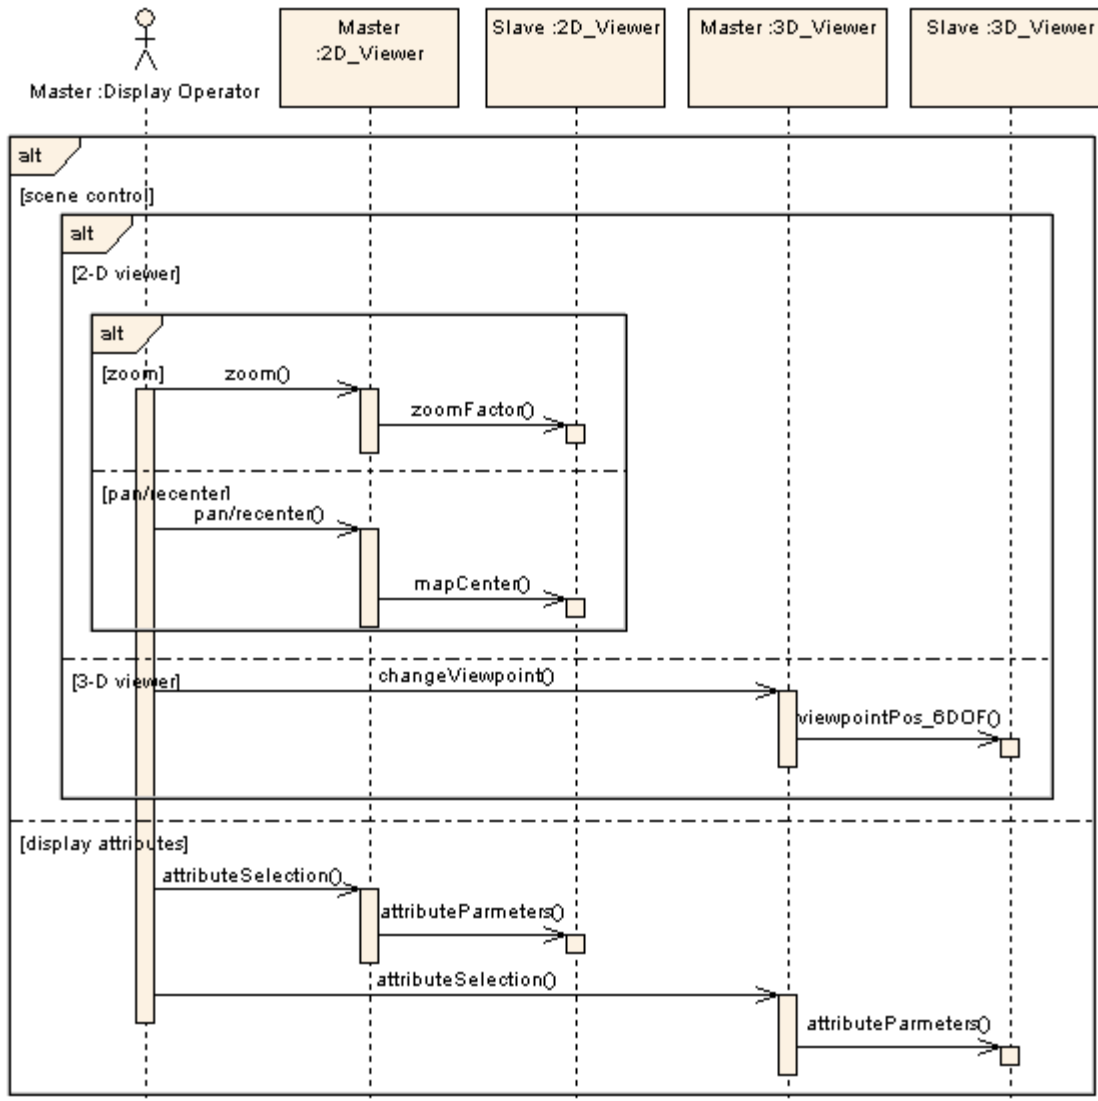 Master :Display Operator
Master
:2D_Viewer
Slave :2D_Viewer
Master :3D_Viewer
Slave :3D_Viewer
alt
[scene control]
alt
[2-D viewer]
alt
[zoom]
zoom()
zoomFactor()
[pan/recenter]
pan/recenter()
mapCenter()
[3-D viewer]
changeViewpoint()
viewpointPos_6DOF()
[display attributes]
attributeSelection()
attributeParmeters()
attributeSelection()
attributeParmeters()